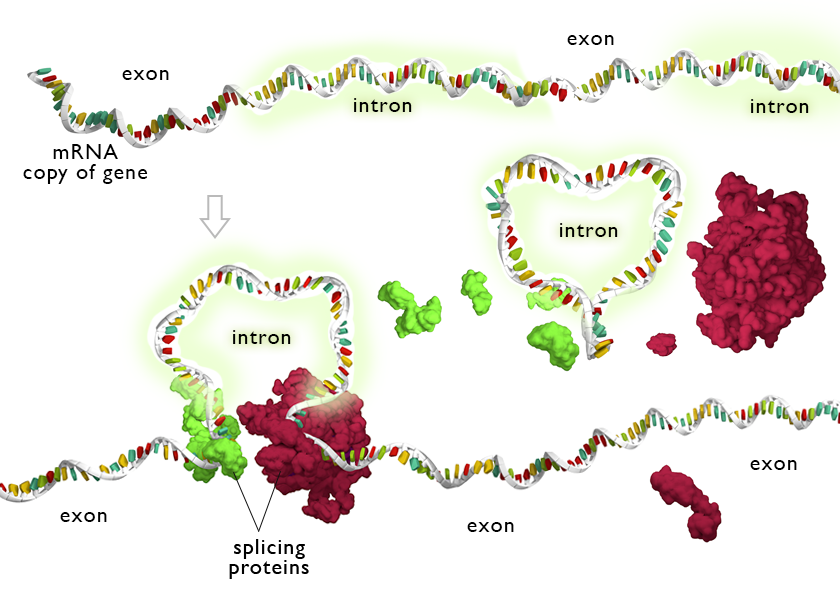 exon
exon
intron
intron
mRNA
copy of gene
intron
intron
exon
exon
exon
splicing
proteins